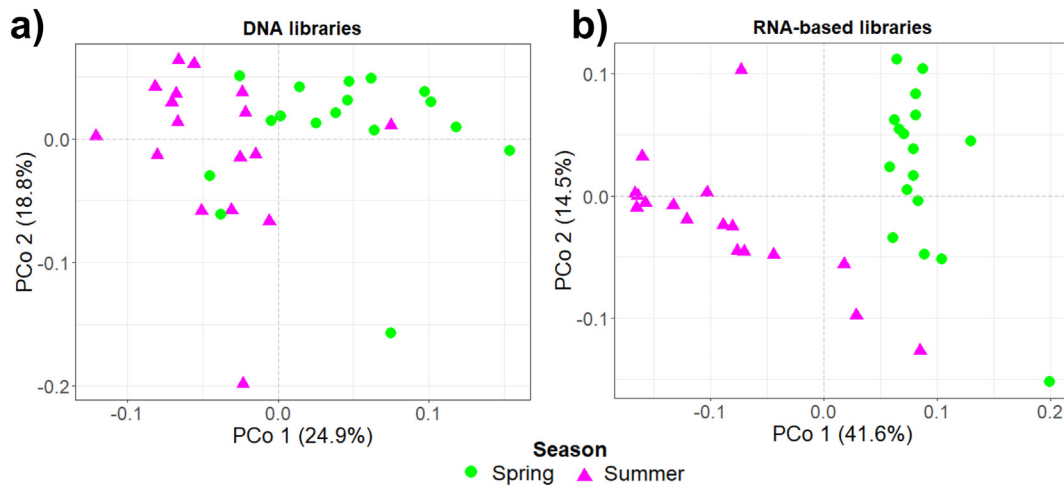 a)
DNA libraries
0.0
-0.1
-0.2
PCo 2 (18.8%)
-0.1
0.0
0.1
PCo 1 (24.9%)
b)
RNA-based libraries
0.1
0.0
-0.1
PCo 2 (14.5%)
-0.1
0.0
0.1
0.2
PCo 1 (41.6%)
Season
Spring
Summer